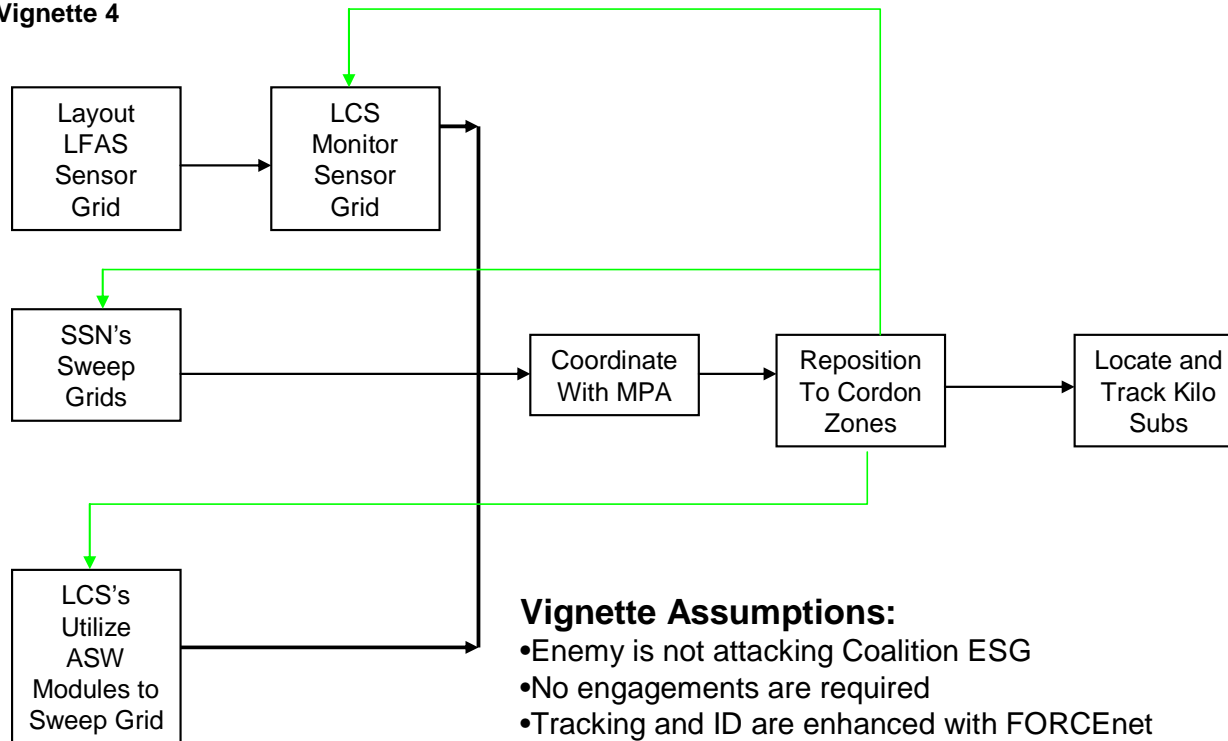 Vignette 4
Layout
LFAS
Sensor
Grid
LCS
Monitor
Sensor
Grid
SSN's
Sweep
Grids
Coordinate
With MPA
Reposition
To Cordon
Zones
Locate and
Track Kilo
Subs
LCS's
Utilize
ASW
Modules to
Sweep Grid
Vignette Assumptions:
•Enemy is not attacking Coalition ESG
•No engagements are required
•Tracking and ID are enhanced with FORCEnet